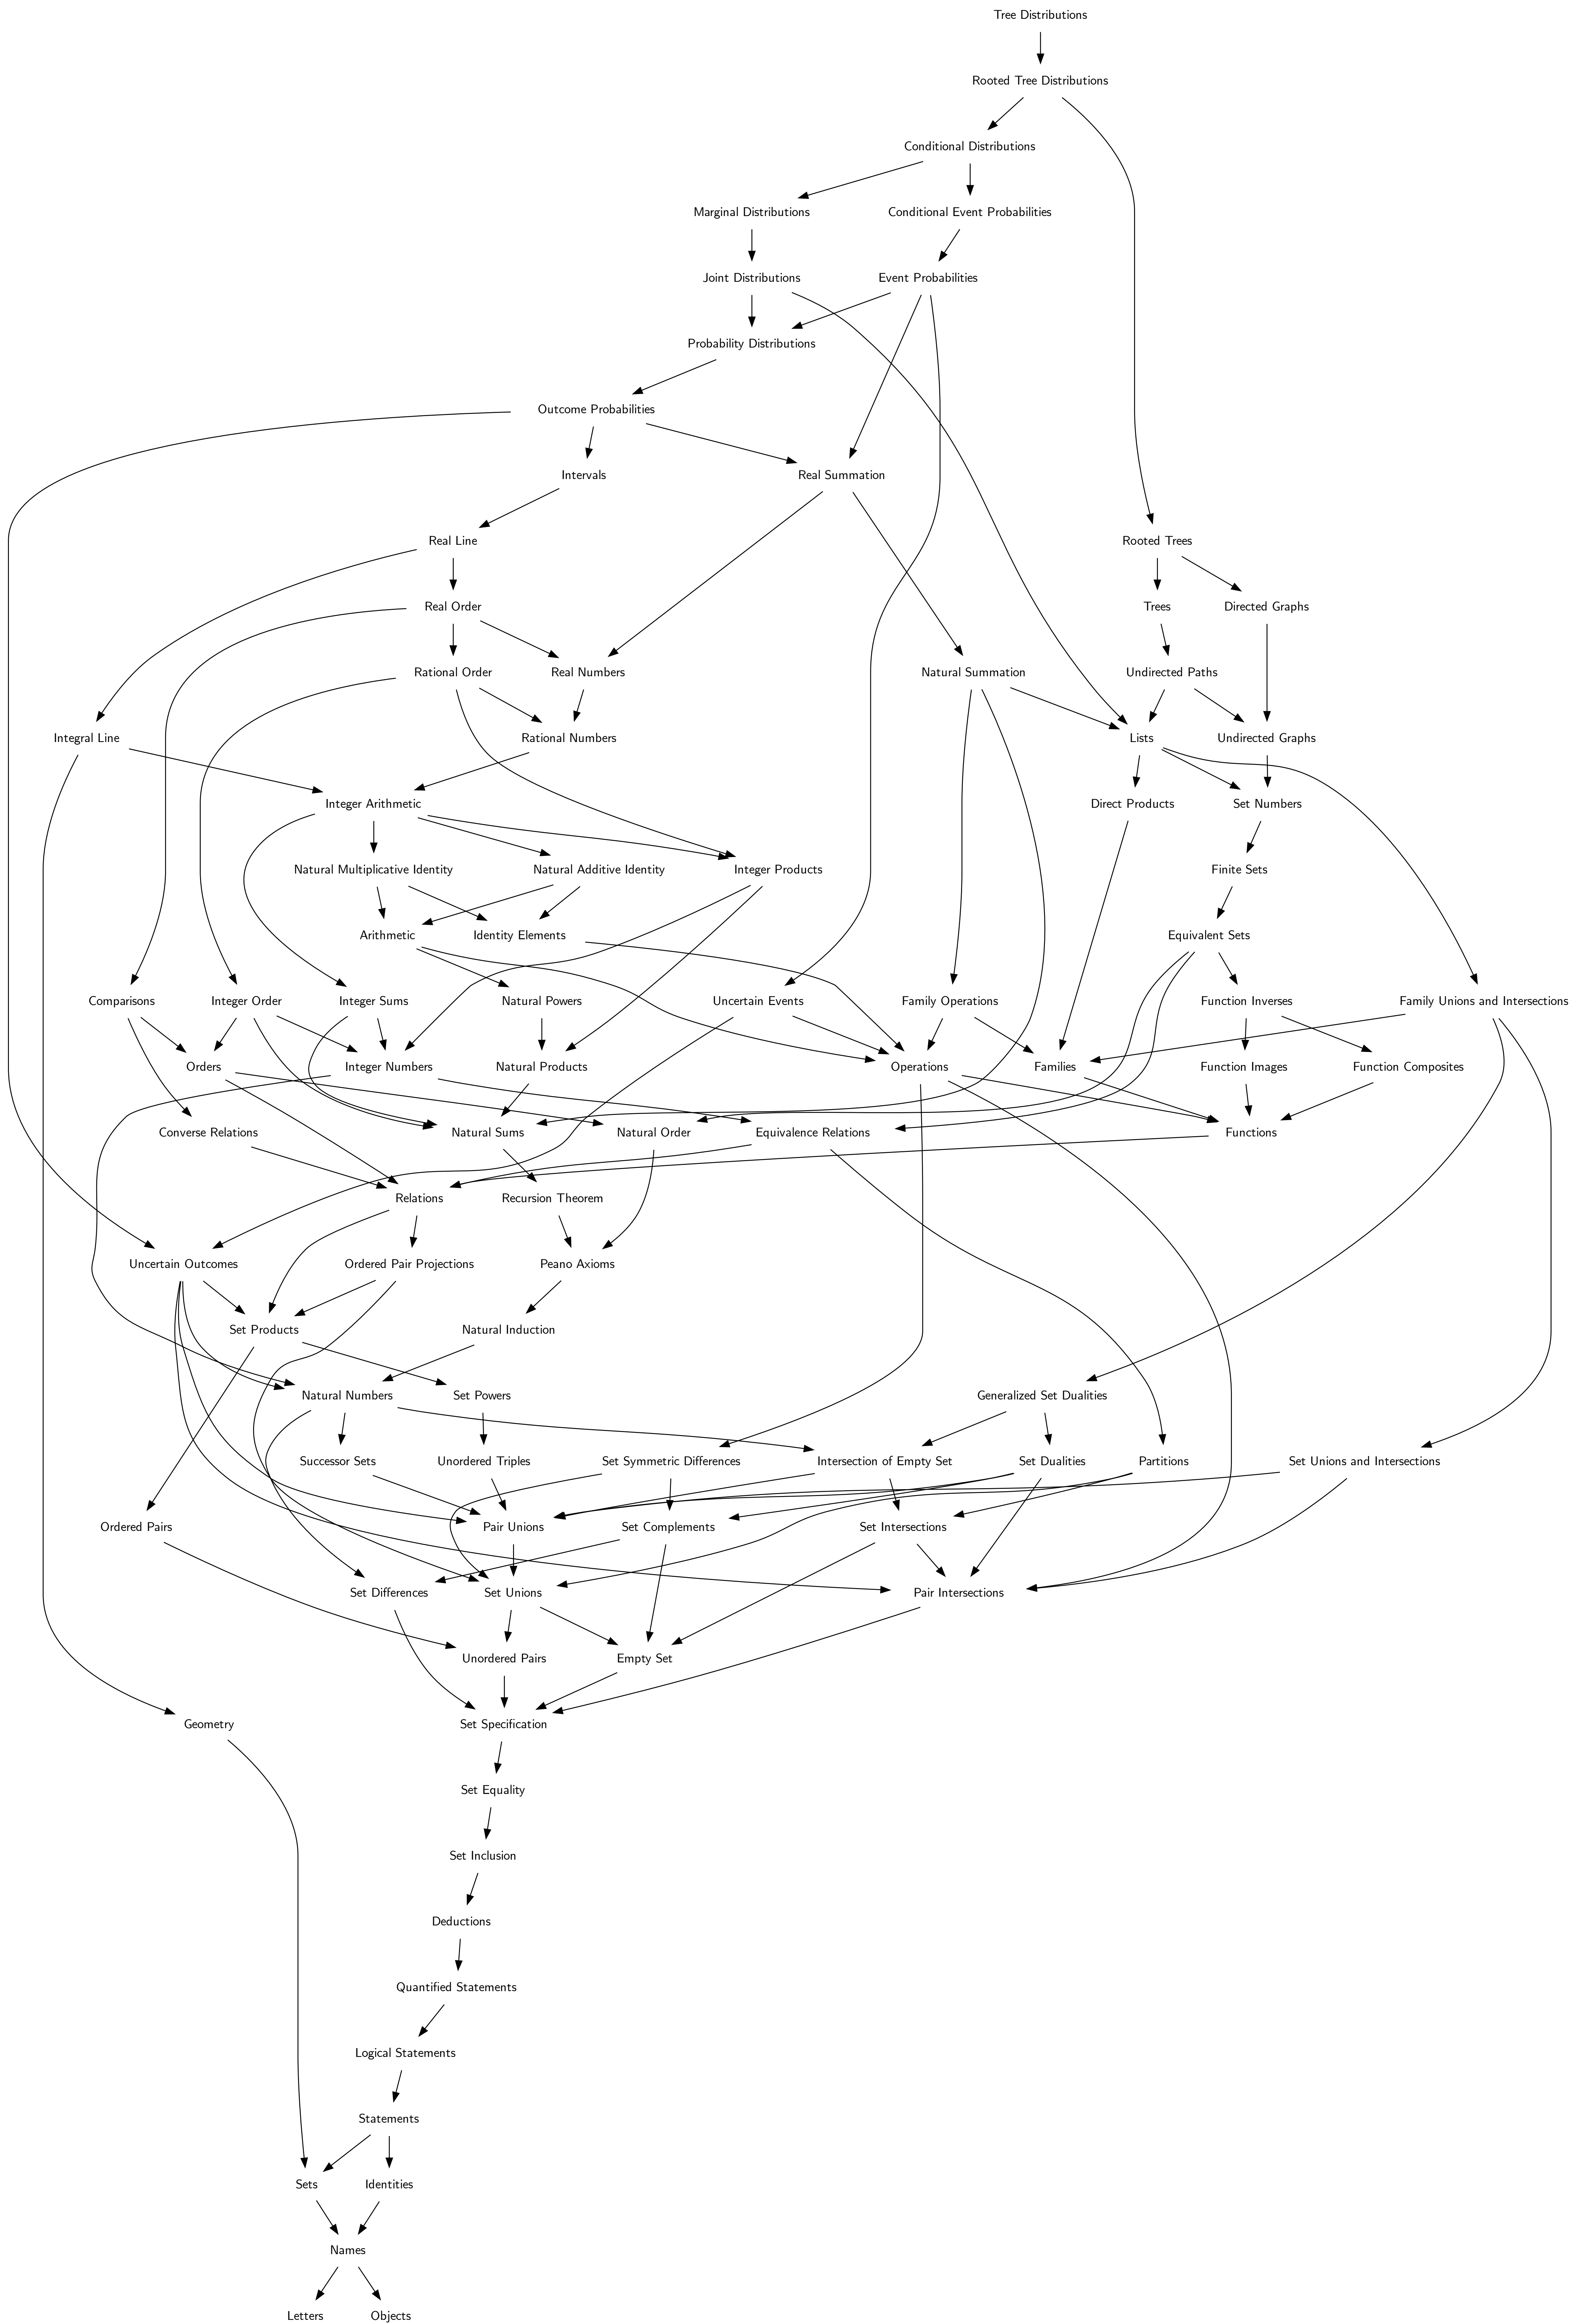 Tree Distributions
Rooted Tree Distributions
Conditional Distributions
Marginal Distributions
Conditional Event Probabilities
Joint Distributions
Event Probabilities
Probability Distributions
Outcome Probabilities
Intervals
Real Summation
Real Line
Rooted Trees
Real Order
Trees
Directed Graphs
Rational Order
Real Numbers
Natural Summation
Undirected Paths
Integral Line
Rational Numbers
Lists
Undirected Graphs
Integer Arithmetic
Direct Products
Set Numbers
Natural Multiplicative Identity
Natural Additive Identity
Integer Products
Finite Sets
Arithmetic
Identity Elements
Equivalent Sets
Comparisons
Integer Order
Integer Sums
Natural Powers
Uncertain Events
Family Operations
Function Inverses
Family Unions and Intersections
Orders
Integer Numbers
Natural Products
Operations
Families
Function Images
Function Composites
Converse Relations
Natural Sums
Natural Order
Equivalence Relations
Functions
Relations
Recursion Theorem
Uncertain Outcomes
Ordered Pair Projections
Peano Axioms
Set Products
Natural Induction
Natural Numbers
Set Powers
Generalized Set Dualities
Successor Sets
Unordered Triples
Set Symmetric Differences
Intersection of Empty Set
Set Dualities
Partitions
Set Unions and Intersections
Ordered Pairs
Pair Unions
Set Complements
Set Intersections
Set Differences
Set Unions
Pair Intersections
Unordered Pairs
Empty Set
Geometry
Set Specification
Set Equality
Set Inclusion
Deductions
Quantified Statements
Logical Statements
Statements
Sets
Identities
Names
Letters
Objects